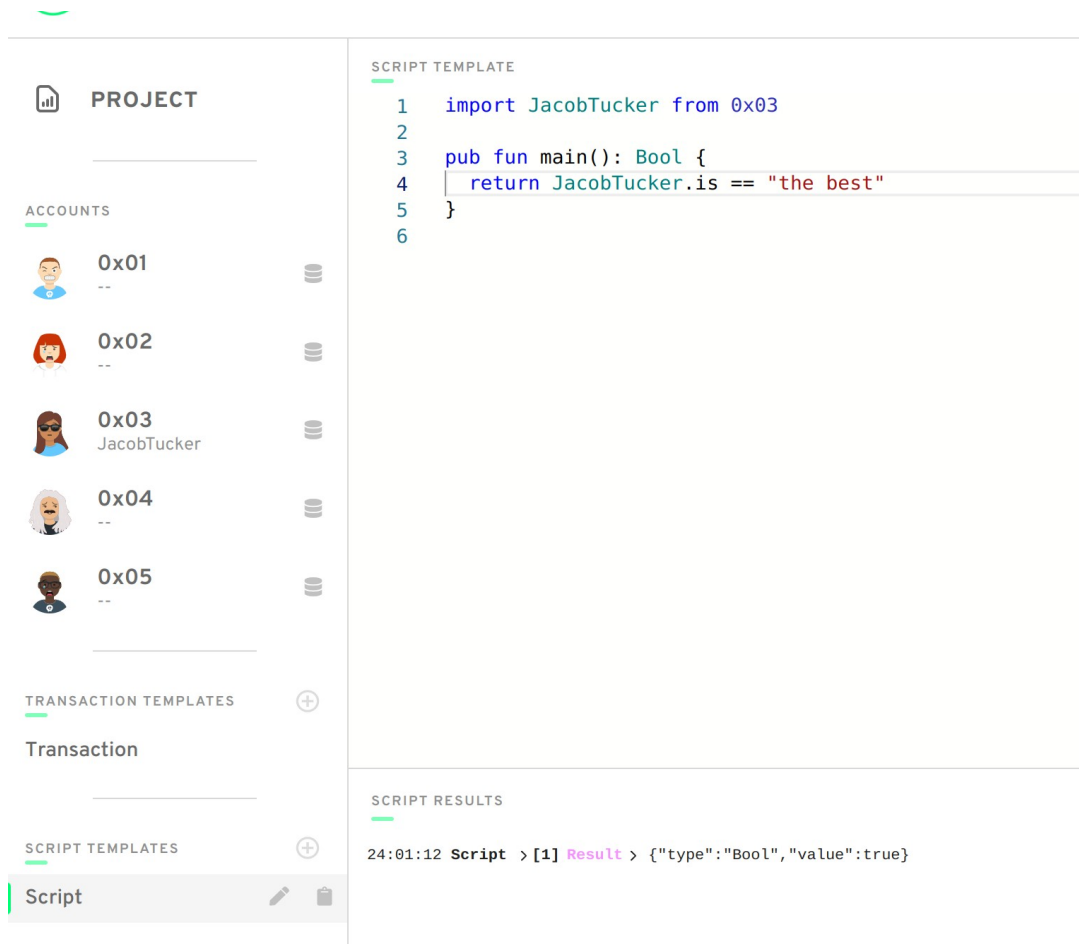 PROJECT
ACCOUNTS
0x01
--
0x02
--
0x03
JacobTucker
0x04
--
0x05
--
TRANSACTION TEMPLATES
Transaction
SCRIPT TEMPLATES
Script
SCRIPT TEMPLATE
1 import JacobTucker from 0x03
2
3 pub fun main(): Bool {
4 return JacobTucker.is == "the best"
5 }
6
SCRIPT RESULTS
24:01:12 Script >[1] Result > {"type":"Bool","value":true}